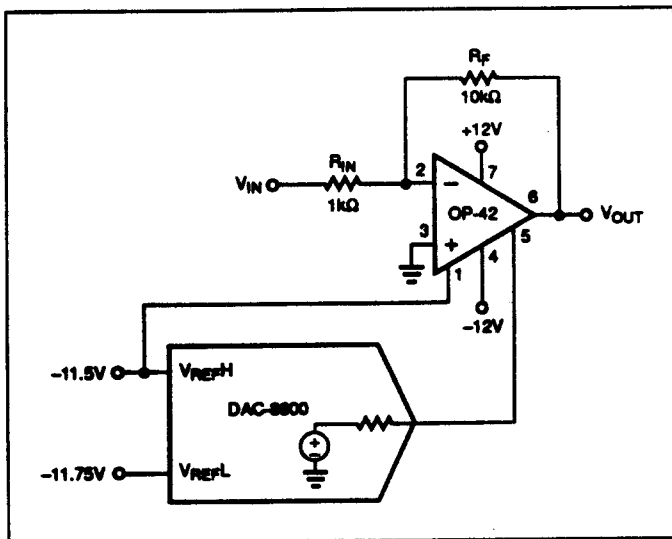 R_F
10kΩ
+12V
R_IN
V_IN
1kΩ
2
7
−
OP-42
6
V_OUT
3
+
5
1
4
−12V
−11.5V
V_REFH
DAC-8800
−11.75V
V_REFL
+
−